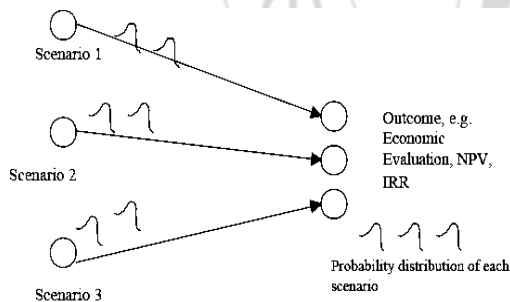 Scenario 1
Scenario 2
Scenario 3
Outcome, e.g.
Economic
Evaluation, NPV,
IRR
Probability distribution of each
scenario